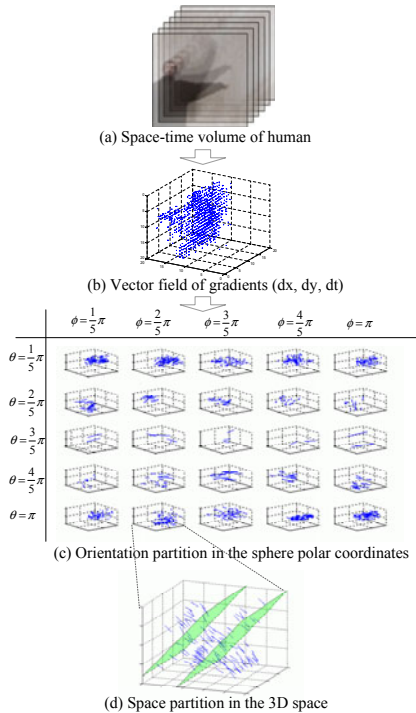 (a) Space-time volume of human
(b) Vector field of gradients (dx, dy, dt)
ϕ = 1/5 π ϕ = 2/5 π ϕ = 3/5 π ϕ = 4/5 π ϕ = π
θ = 1/5 π
θ = 2/5 π
θ = 3/5 π
θ = 4/5 π
θ = π
(c) Orientation partition in the sphere polar coordinates
(d) Space partition in the 3D space